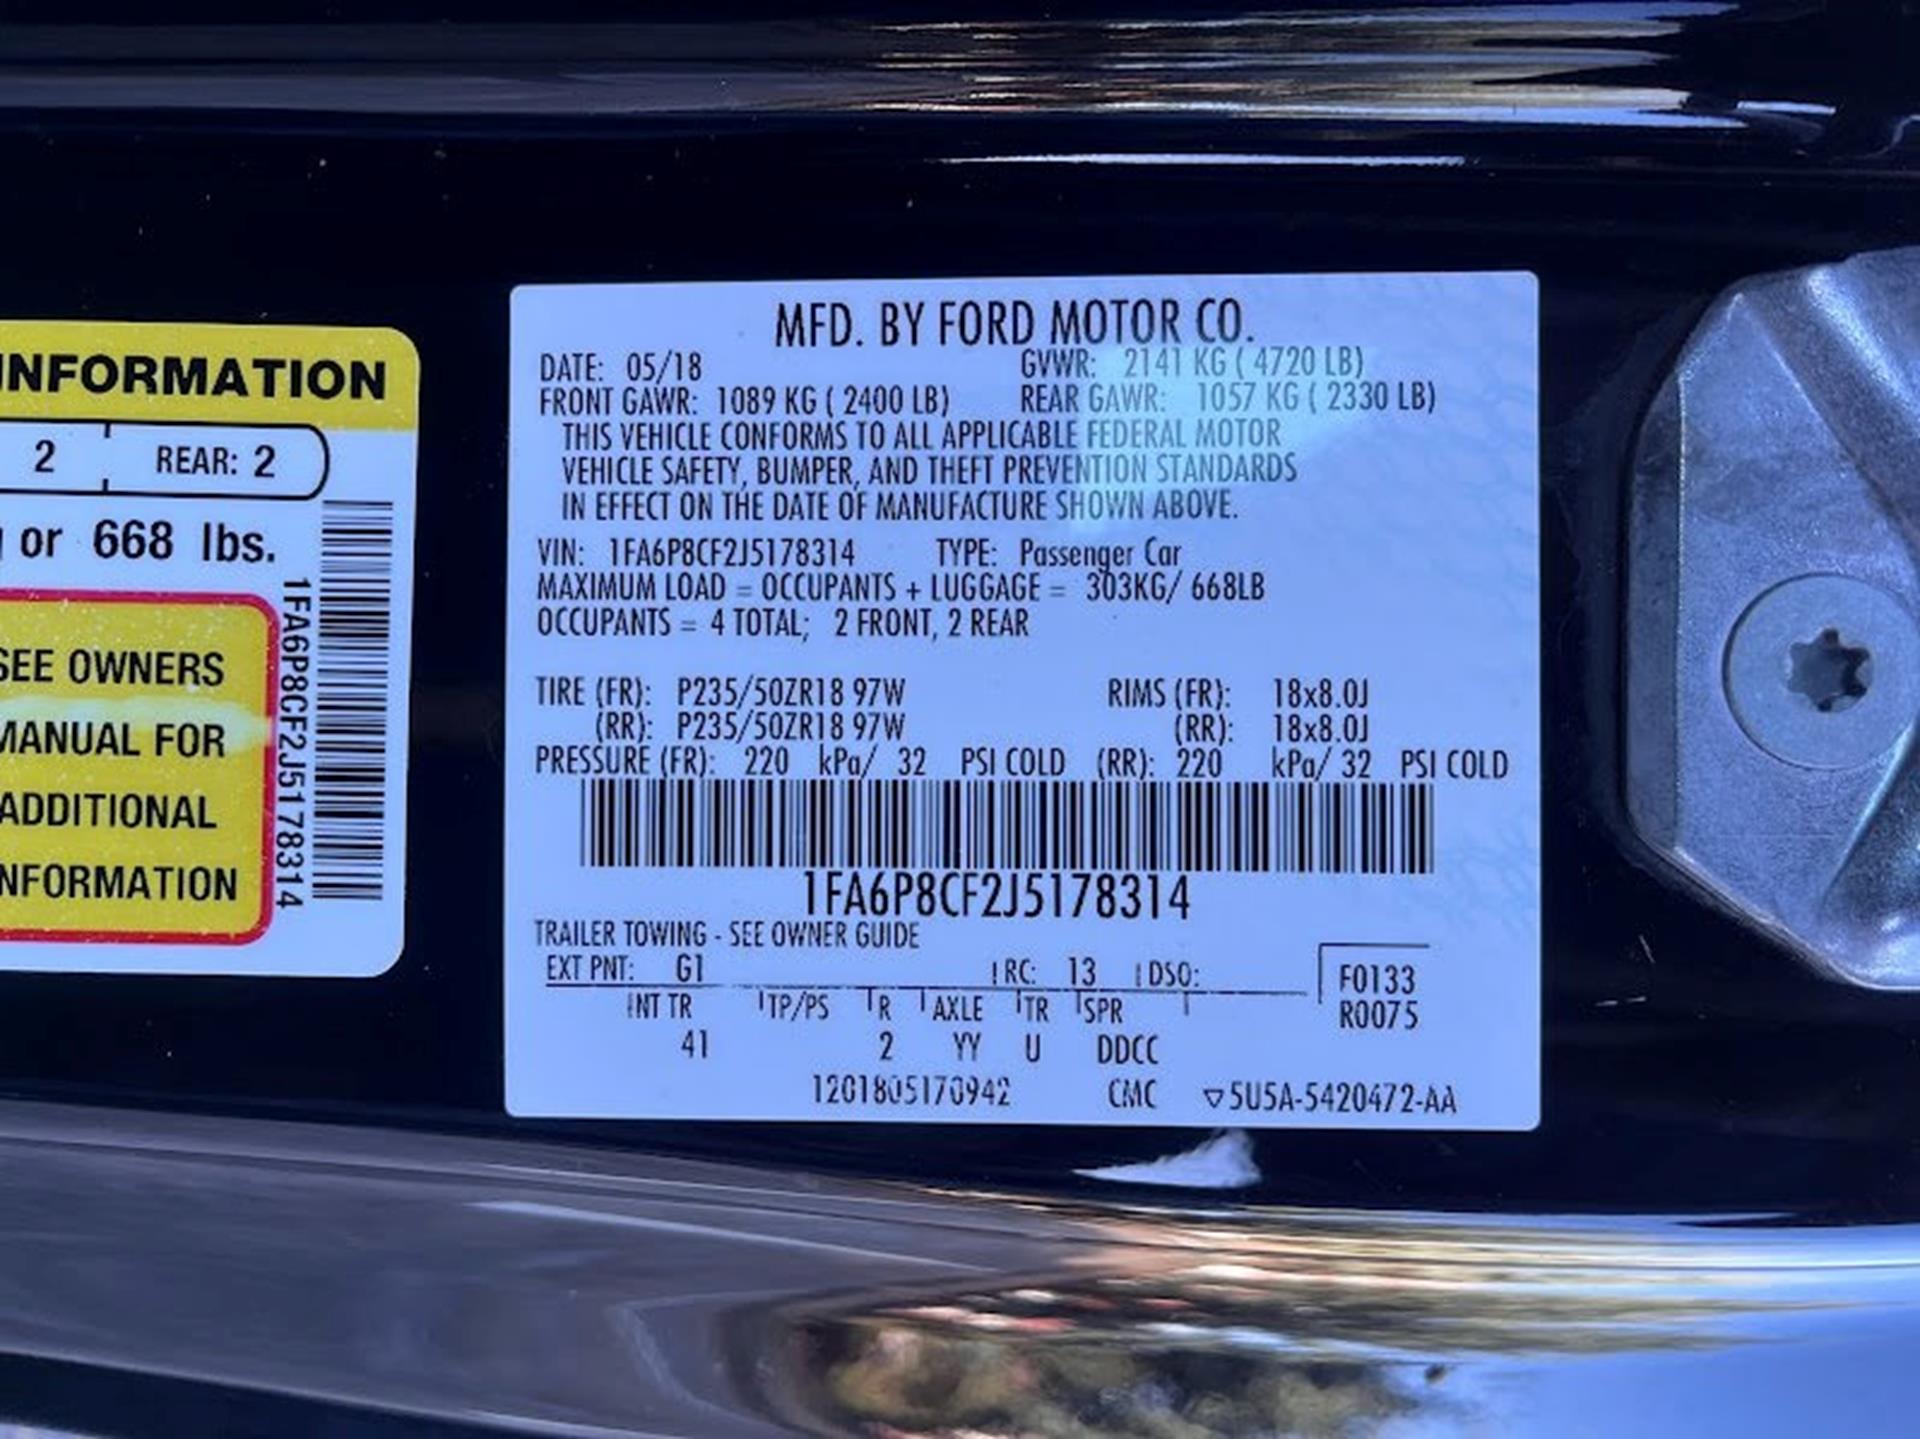 INFORMATION
2 REAR: 2
or 668 lbs.
SEE OWNERS
MANUAL FOR
ADDITIONAL
INFORMATION
1FA6P8CF2J5178314
MFD. BY FORD MOTOR CO.
DATE: 05/18 GVWR: 2141 KG ( 4720 LB)
FRONT GAWR: 1089 KG ( 2400 LB) REAR GAWR: 1057 KG ( 2330 LB)
THIS VEHICLE CONFORMS TO ALL APPLICABLE FEDERAL MOTOR
VEHICLE SAFETY, BUMPER, AND THEFT PREVENTION STANDARDS
IN EFFECT ON THE DATE OF MANUFACTURE SHOWN ABOVE.
VIN: 1FA6P8CF2J5178314 TYPE: Passenger Car
MAXIMUM LOAD = OCCUPANTS + LUGGAGE = 303KG/ 668LB
OCCUPANTS = 4 TOTAL; 2 FRONT, 2 REAR
TIRE (FR): P235/50ZR18 97W RIMS (FR): 18x8.0J
(RR): P235/50ZR18 97W (RR): 18x8.0J
PRESSURE (FR): 220 kPa/ 32 PSI COLD (RR): 220 kPa/ 32 PSI COLD
1FA6P8CF2J5178314
TRAILER TOWING - SEE OWNER GUIDE
EXT PNT: G1 RC: 13 DSO: F0133
INT TR TP/PS R AXLE TR SPR R0075
41 2 YY U DDCC
1201805170942 CMC ▽5U5A-5420472-AA